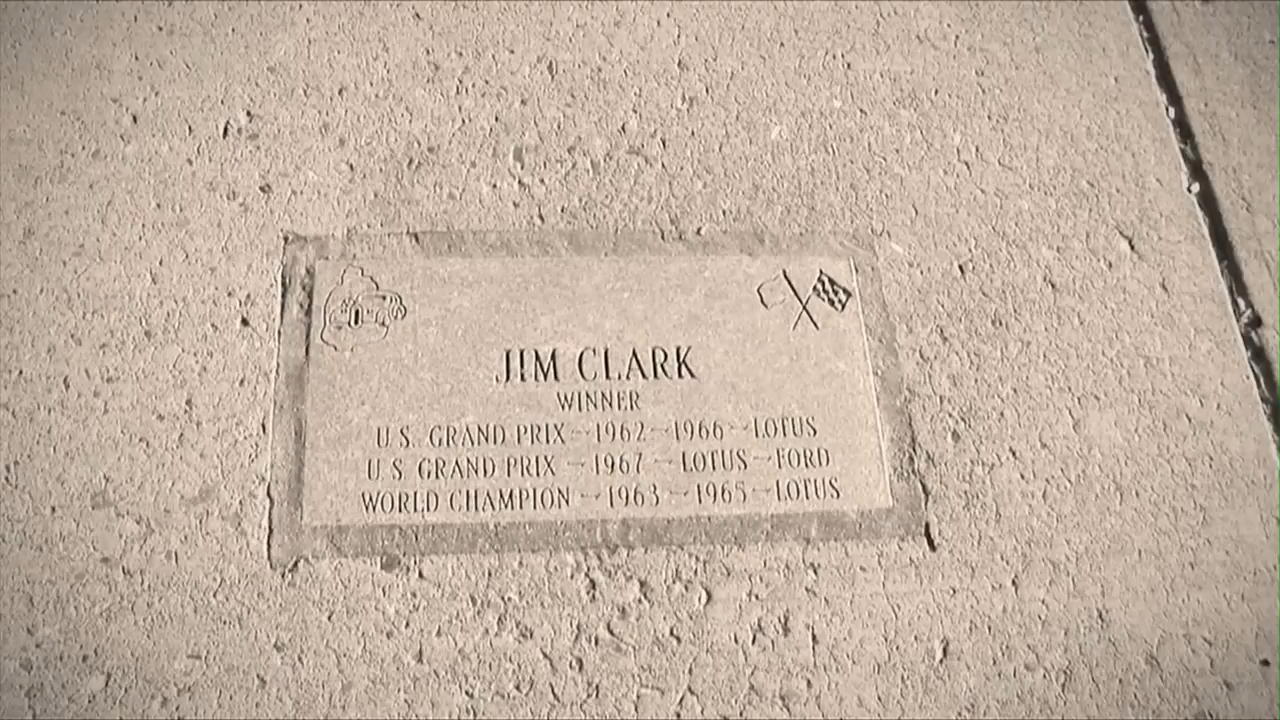 JIM CLARK
WINNER
U.S. GRAND PRIX - 1962 - 1966 - LOTUS
U.S. GRAND PRIX - 1967 - LOTUS - FORD
WORLD CHAMPION - 1963 - 1965 - LOTUS